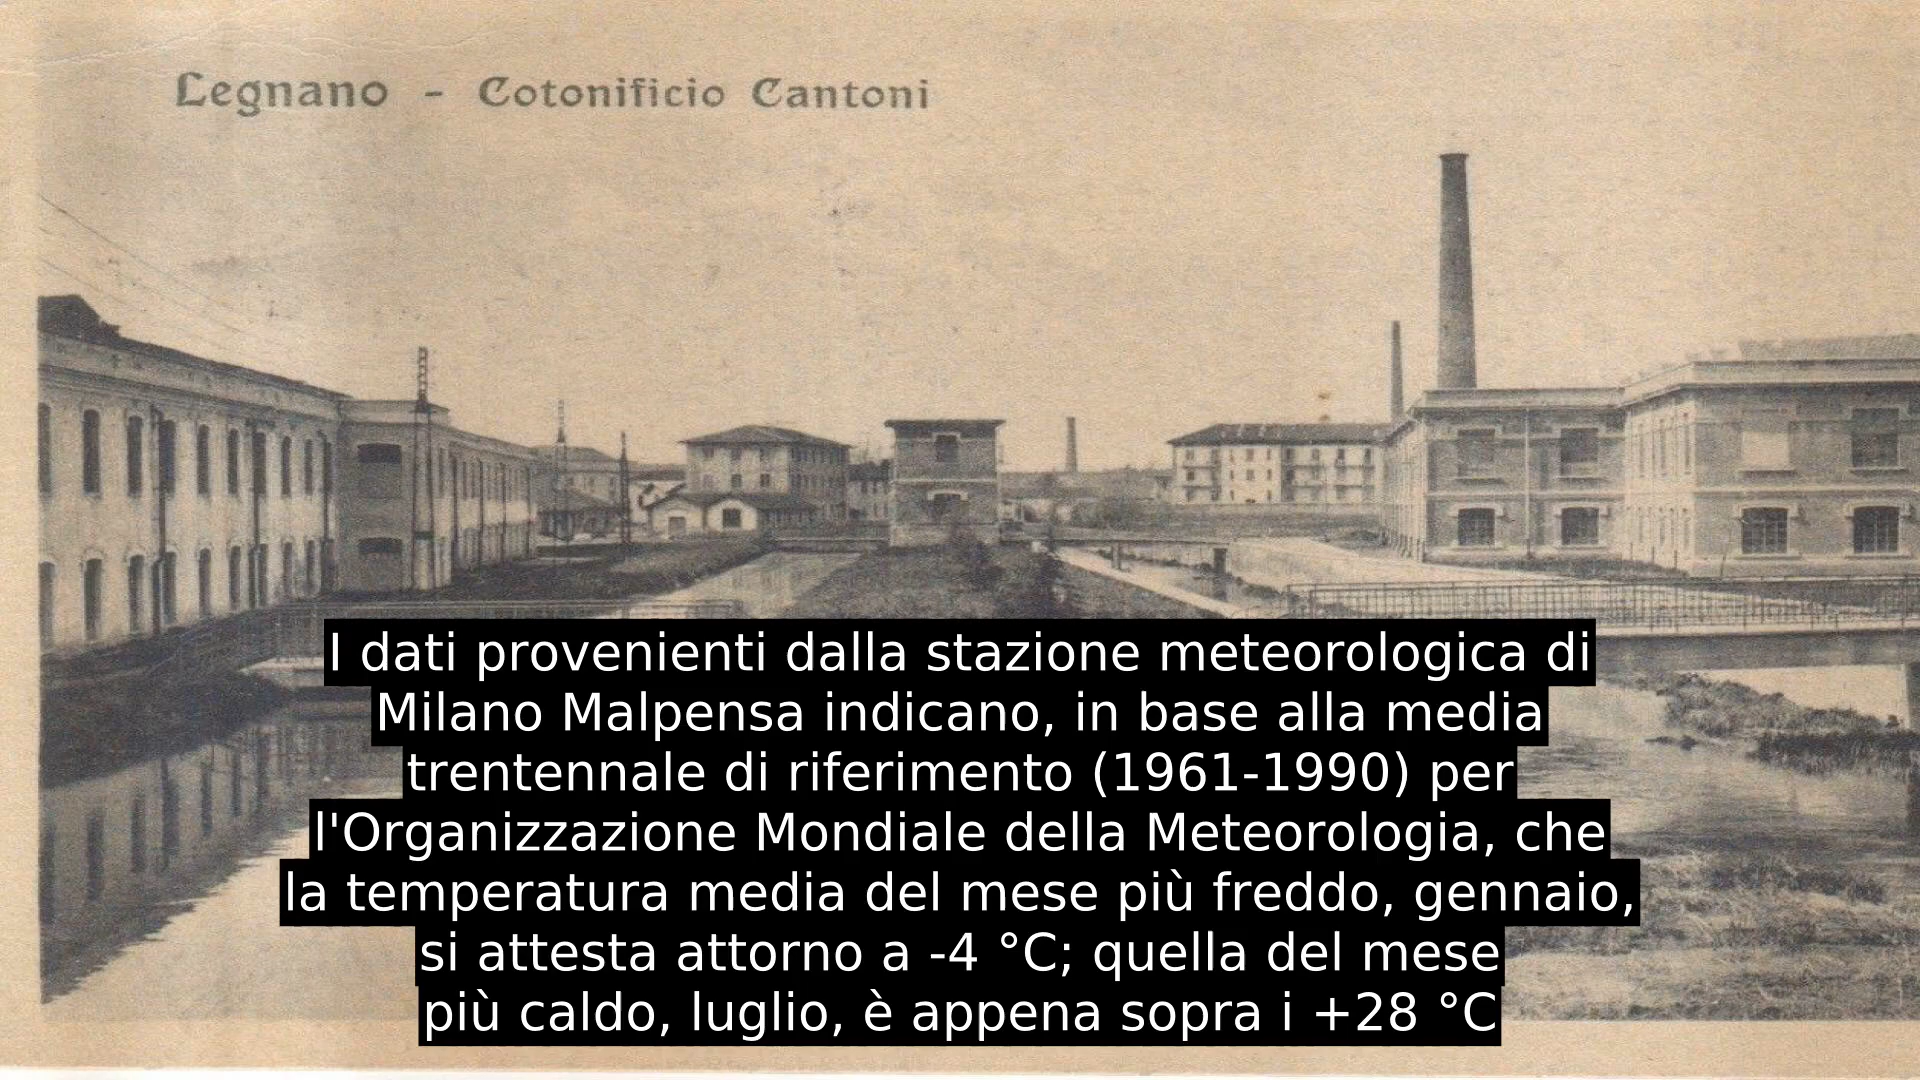 Legnano - Cotonificio Cantoni
I dati provenienti dalla stazione meteorologica di
Milano Malpensa indicano, in base alla media
trentennale di riferimento (1961-1990) per
l'Organizzazione Mondiale della Meteorologia, che
la temperatura media del mese più freddo, gennaio,
si attesta attorno a -4 °C; quella del mese
più caldo, luglio, è appena sopra i +28 °C